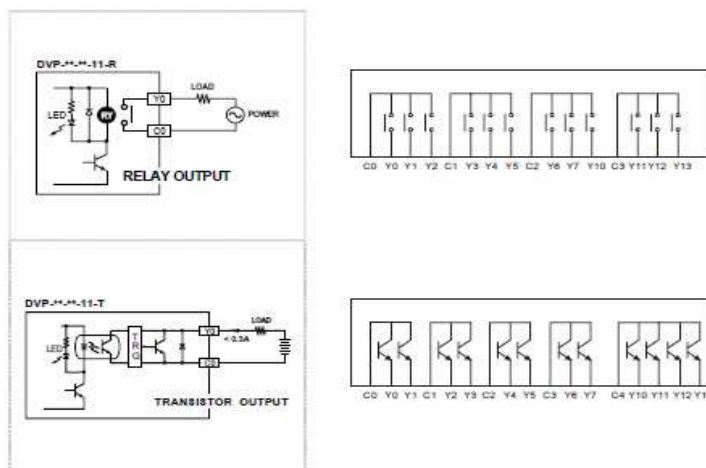 DVP-**-**-11-R
LOAD
Y0
LED
POWER
C0
RELAY OUTPUT
C0 Y0 Y1 Y2 C1 Y3 Y4 Y5 C2 Y6 Y7 Y10 C3 Y11 Y12 Y13
DVP-**-**-11-T
LOAD
Y0
T
R
G
< 0.3A
LED
C0
TRANSISTOR OUTPUT
C0 Y0 Y1 C1 Y2 Y3 C2 Y4 Y5 C3 Y6 Y7 C4 Y10 Y11 Y12